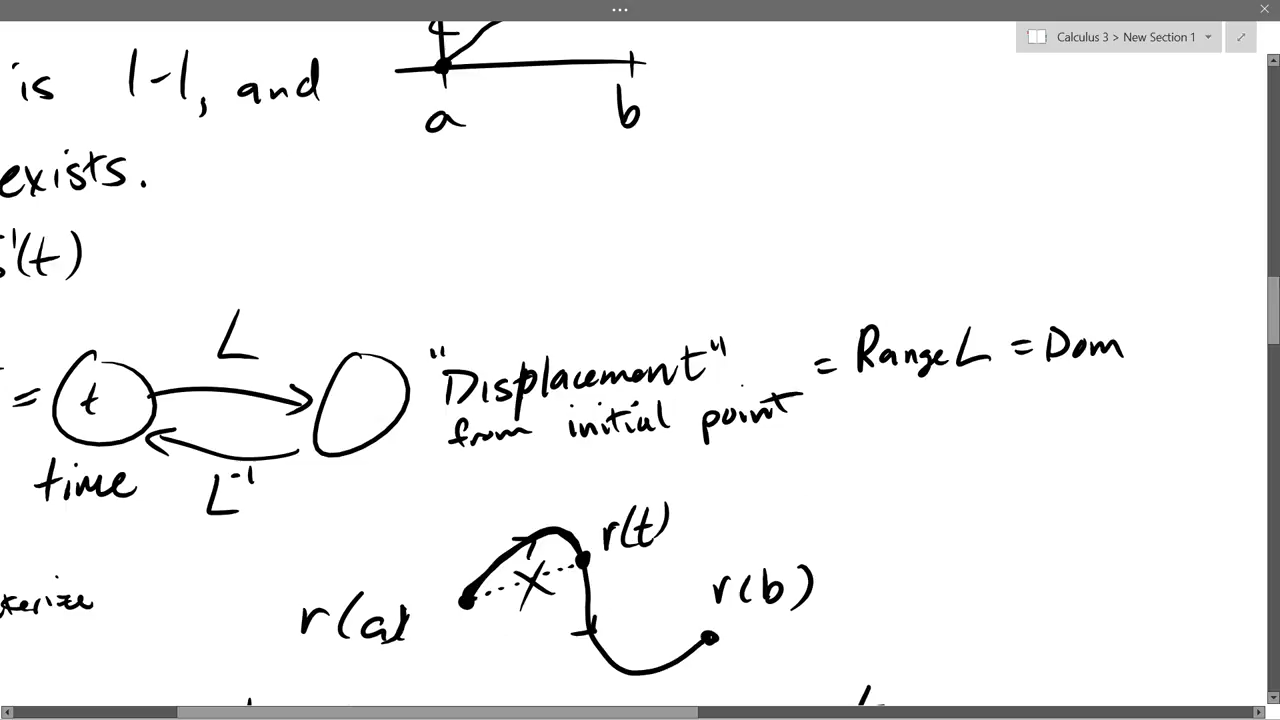 Calculus 3 > New Section 1
is 1-1, and
a
b
exists.
'(t)
L
= t
"Displacement" = Range L = Dom
from initial point
time
L⁻¹
r(t)
r(a)
r(b)